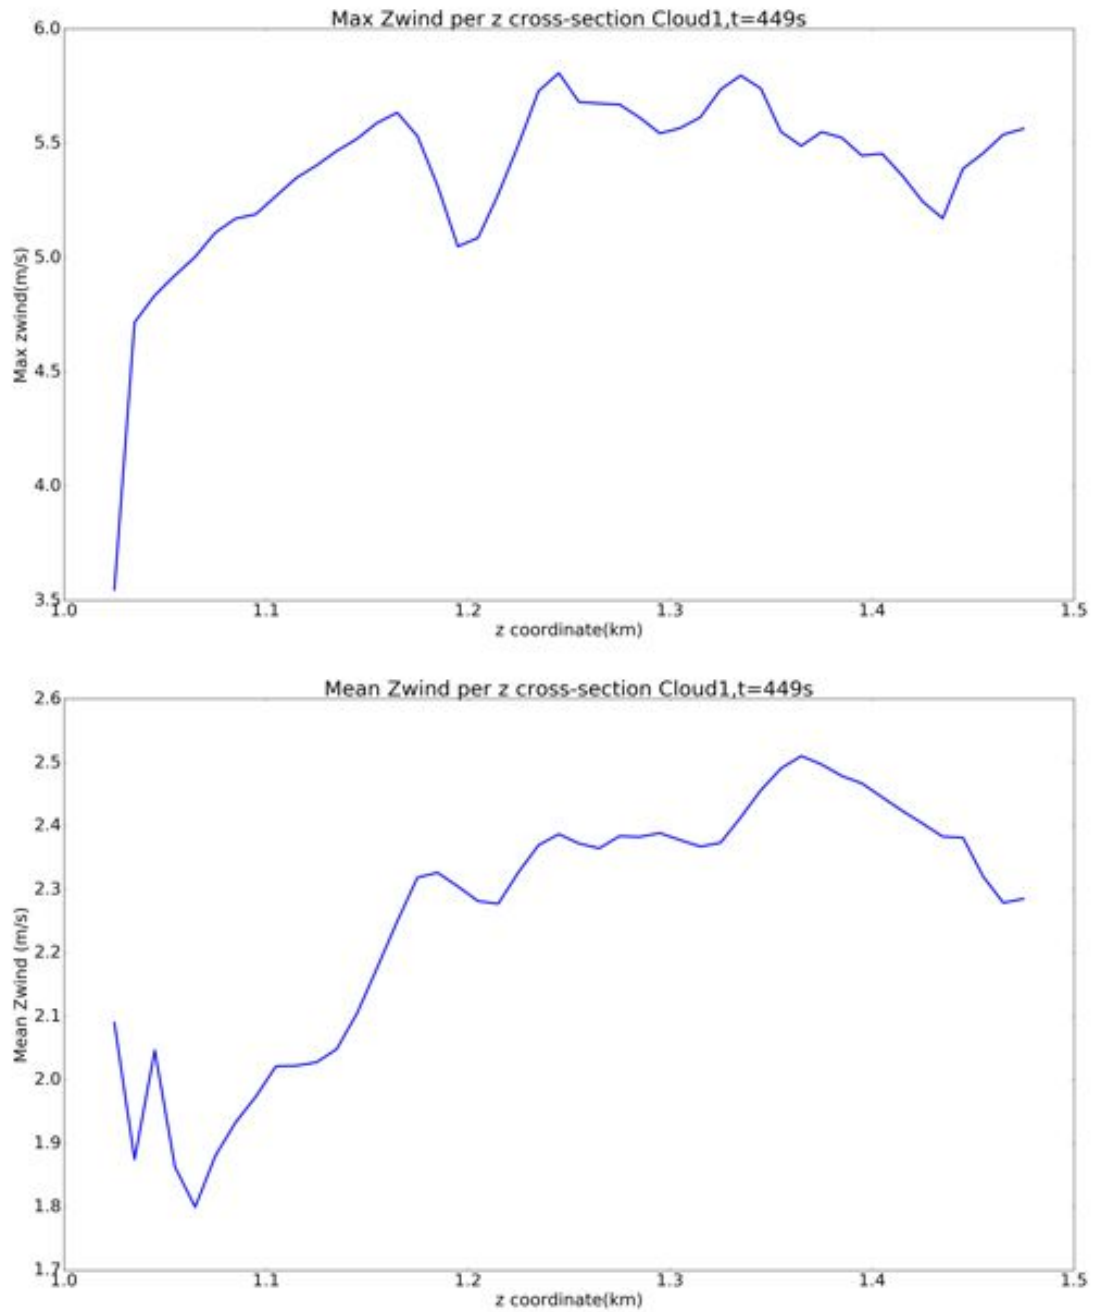 Max Zwind per z cross-section Cloud1,t=449s
6.0
5.5
5.0
4.5
4.0
3.5
Max zwind(m/s)
1.0 1.1 1.2 1.3 1.4 1.5
z coordinate(km)
Mean Zwind per z cross-section Cloud1,t=449s
2.6
2.5
2.4
2.3
2.2
2.1
2.0
1.9
1.8
1.7
Mean Zwind (m/s)
1.0 1.1 1.2 1.3 1.4 1.5
z coordinate(km)